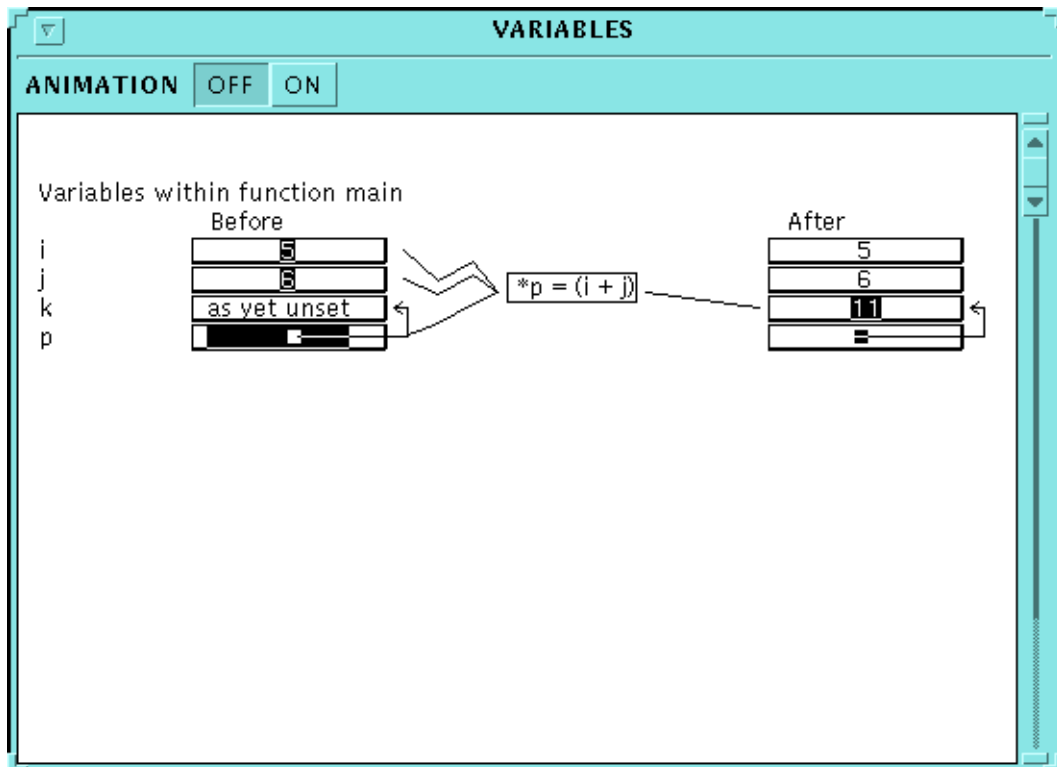 VARIABLES
ANIMATION OFF ON
Variables within function main
Before After
i 5 5
j 6 *p = (i + j) 6
k as yet unset 11
p